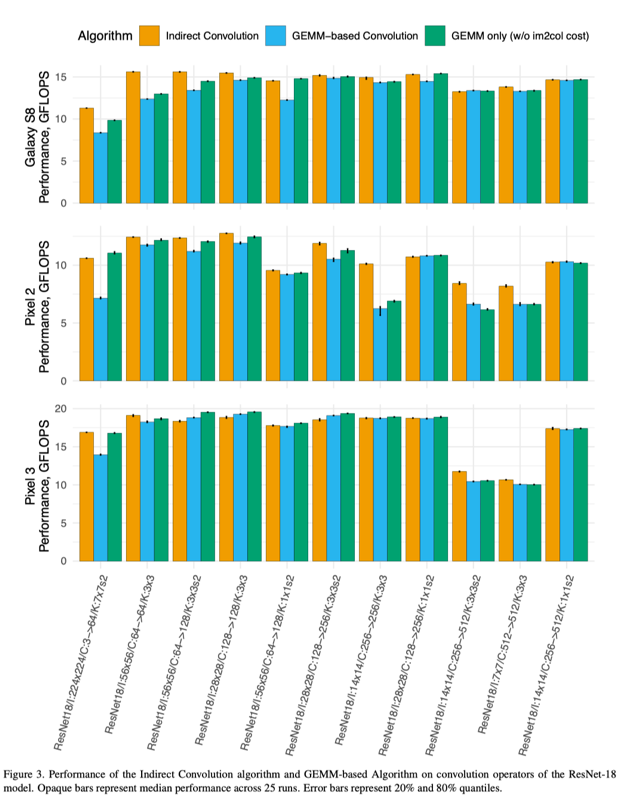 Algorithm Indirect Convolution GEMM−based Convolution GEMM only (w/o im2col cost)
Galaxy S8
Performance, GFLOPS
15
10
5
0
Pixel 2
Performance, GFLOPS
10
5
0
Pixel 3
Performance, GFLOPS
20
15
10
5
0
ResNet18/I:224x224/C:3−>64/K:7x7s2
ResNet18/I:56x56/C:64−>64/K:3x3
ResNet18/I:56x56/C:64−>128/K:3x3s2
ResNet18/I:28x28/C:128−>128/K:3x3
ResNet18/I:56x56/C:64−>128/K:1x1s2
ResNet18/I:28x28/C:128−>256/K:3x3s2
ResNet18/I:14x14/C:256−>256/K:3x3
ResNet18/I:28x28/C:128−>256/K:1x1s2
ResNet18/I:14x14/C:256−>512/K:3x3s2
ResNet18/I:7x7/C:512−>512/K:3x3
ResNet18/I:14x14/C:256−>512/K:1x1s2
Figure 3. Performance of the Indirect Convolution algorithm and GEMM-based Algorithm on convolution operators of the ResNet-18
model. Opaque bars represent median performance across 25 runs. Error bars represent 20% and 80% quantiles.